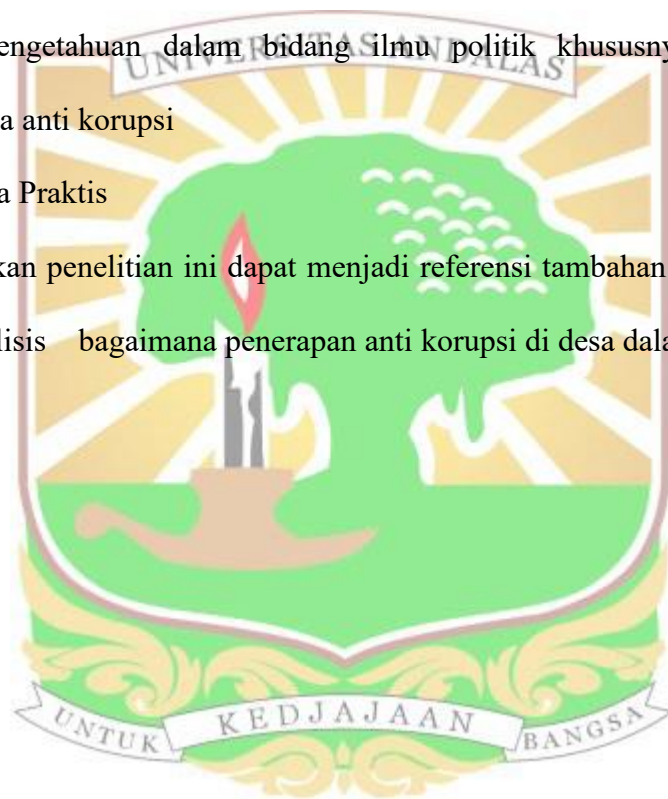 engetahuan dalam bidang ilmu politik khususny
UNIVERSITAS ANDALAS
a anti korupsi
a Praktis
kan penelitian ini dapat menjadi referensi tambahan
lisis bagaimana penerapan anti korupsi di desa dala
UNTUK KEDJAJAAN BANGSA